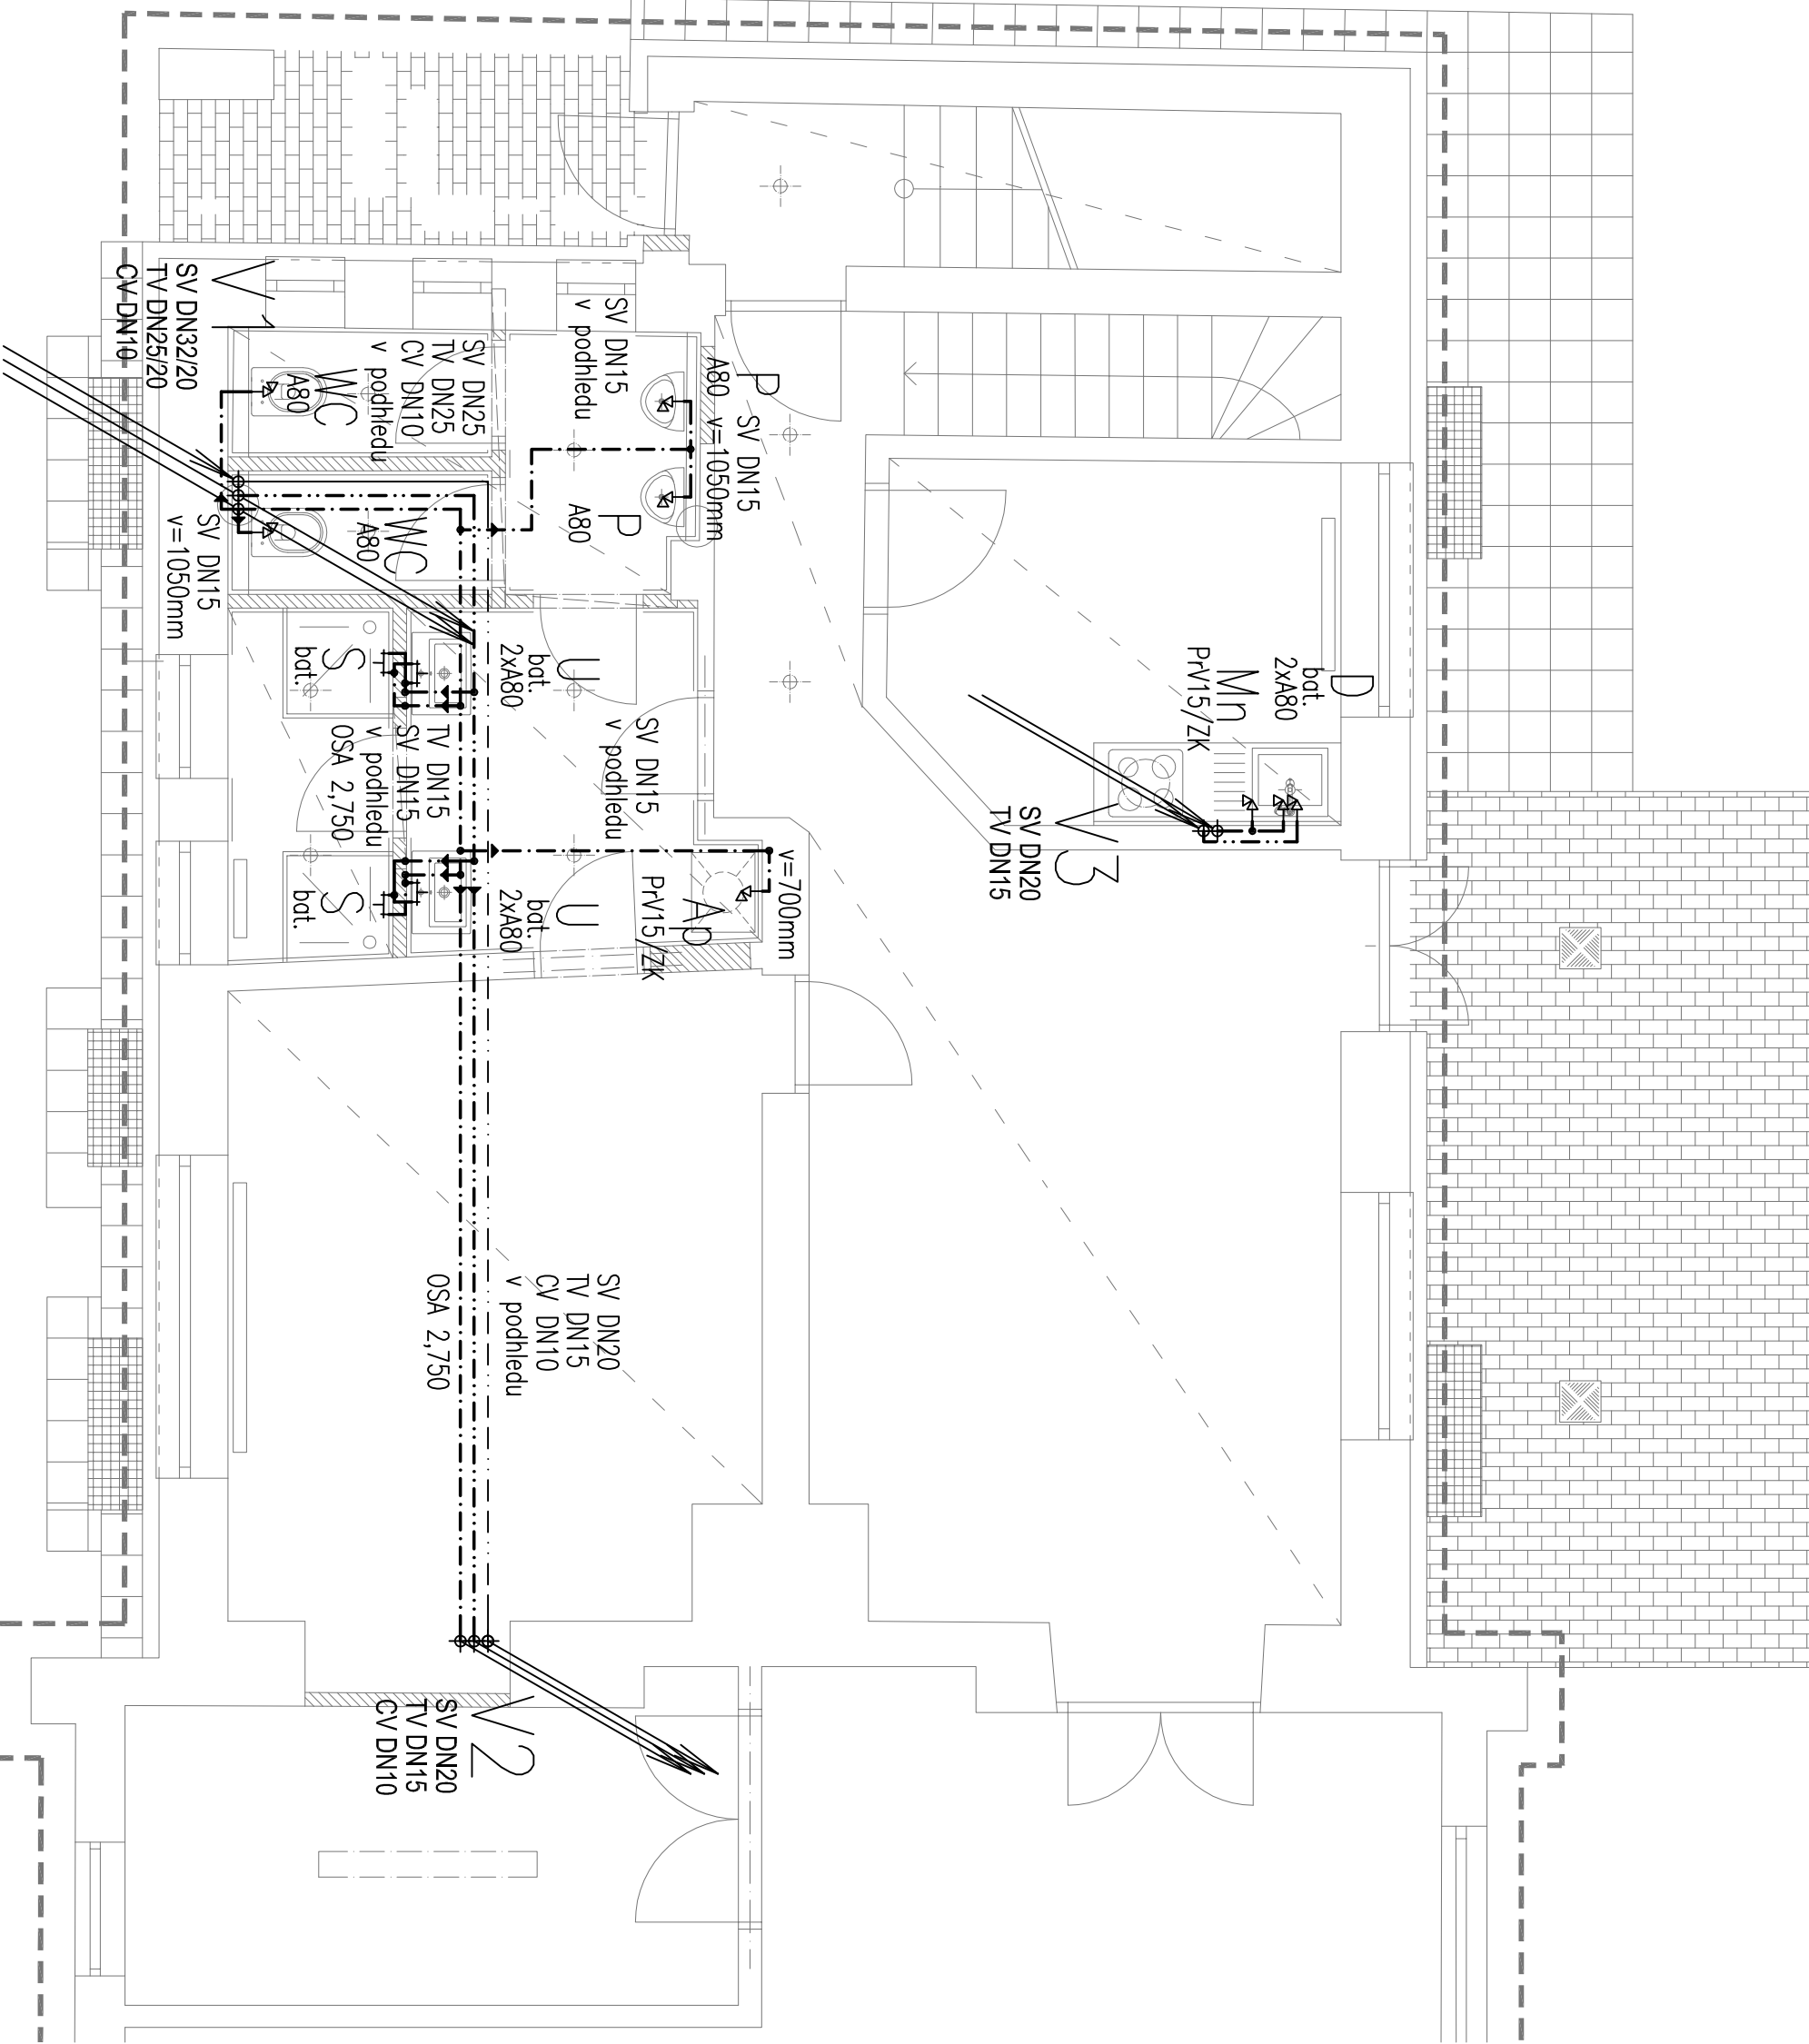 V1
SV DN32/20
TV DN25/20
CV DN10
WC
A80
SV DN25
TV DN25
CV DN10
v podhledu
SV DN15
v podhledu
P
A80
SV DN15
v=1050mm
P
A80
WC
A80
SV DN15
v=1050mm
S
bat.
U
bat.
2xA80
TV DN15
SV DN15
v podhledu
OSA 2,750
SV DN15
v podhledu
S
bat.
U
bat.
2xA80
Ap
PrV15/ZK
v=700mm
D
bat.
2xA80
Mn
PrV15/ZK
V3
SV DN20
TV DN15
SV DN20
TV DN15
CV DN10
v podhledu
OSA 2,750
V2
SV DN20
TV DN15
CV DN10